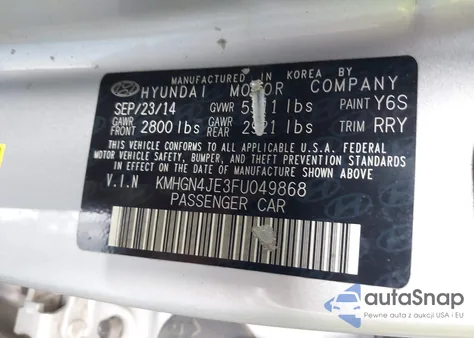 MANUFACTURED IN KOREA BY
HYUNDAI MOTOR COMPANY
SEP/23/14 GVWR lbs PAINT Y6S
GAWR FRONT 2800 lbs GAWR REAR lbs TRIM RRY
THIS VEHICLE CONFORMS TO ALL APPLICABLE U.S.A. FEDERAL
MOTOR VEHICLE SAFETY, BUMPER, AND THEFT PREVENTION STANDARDS
IN EFFECT ON THE DATE OF MANUFACTURE SHOWN ABOVE.
V.I.N KMHGN4JE3FU049868
PASSENGER CAR
autoSnap
Pewne auta z aukcji USA i EU